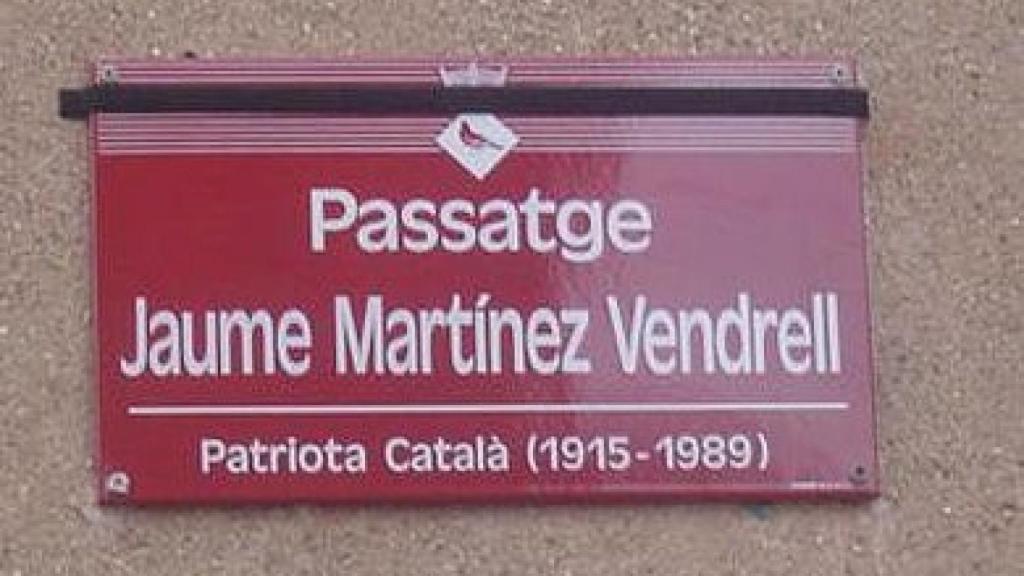 Passatge
Jaume Martínez Vendrell
Patriota Català (1915-1989)